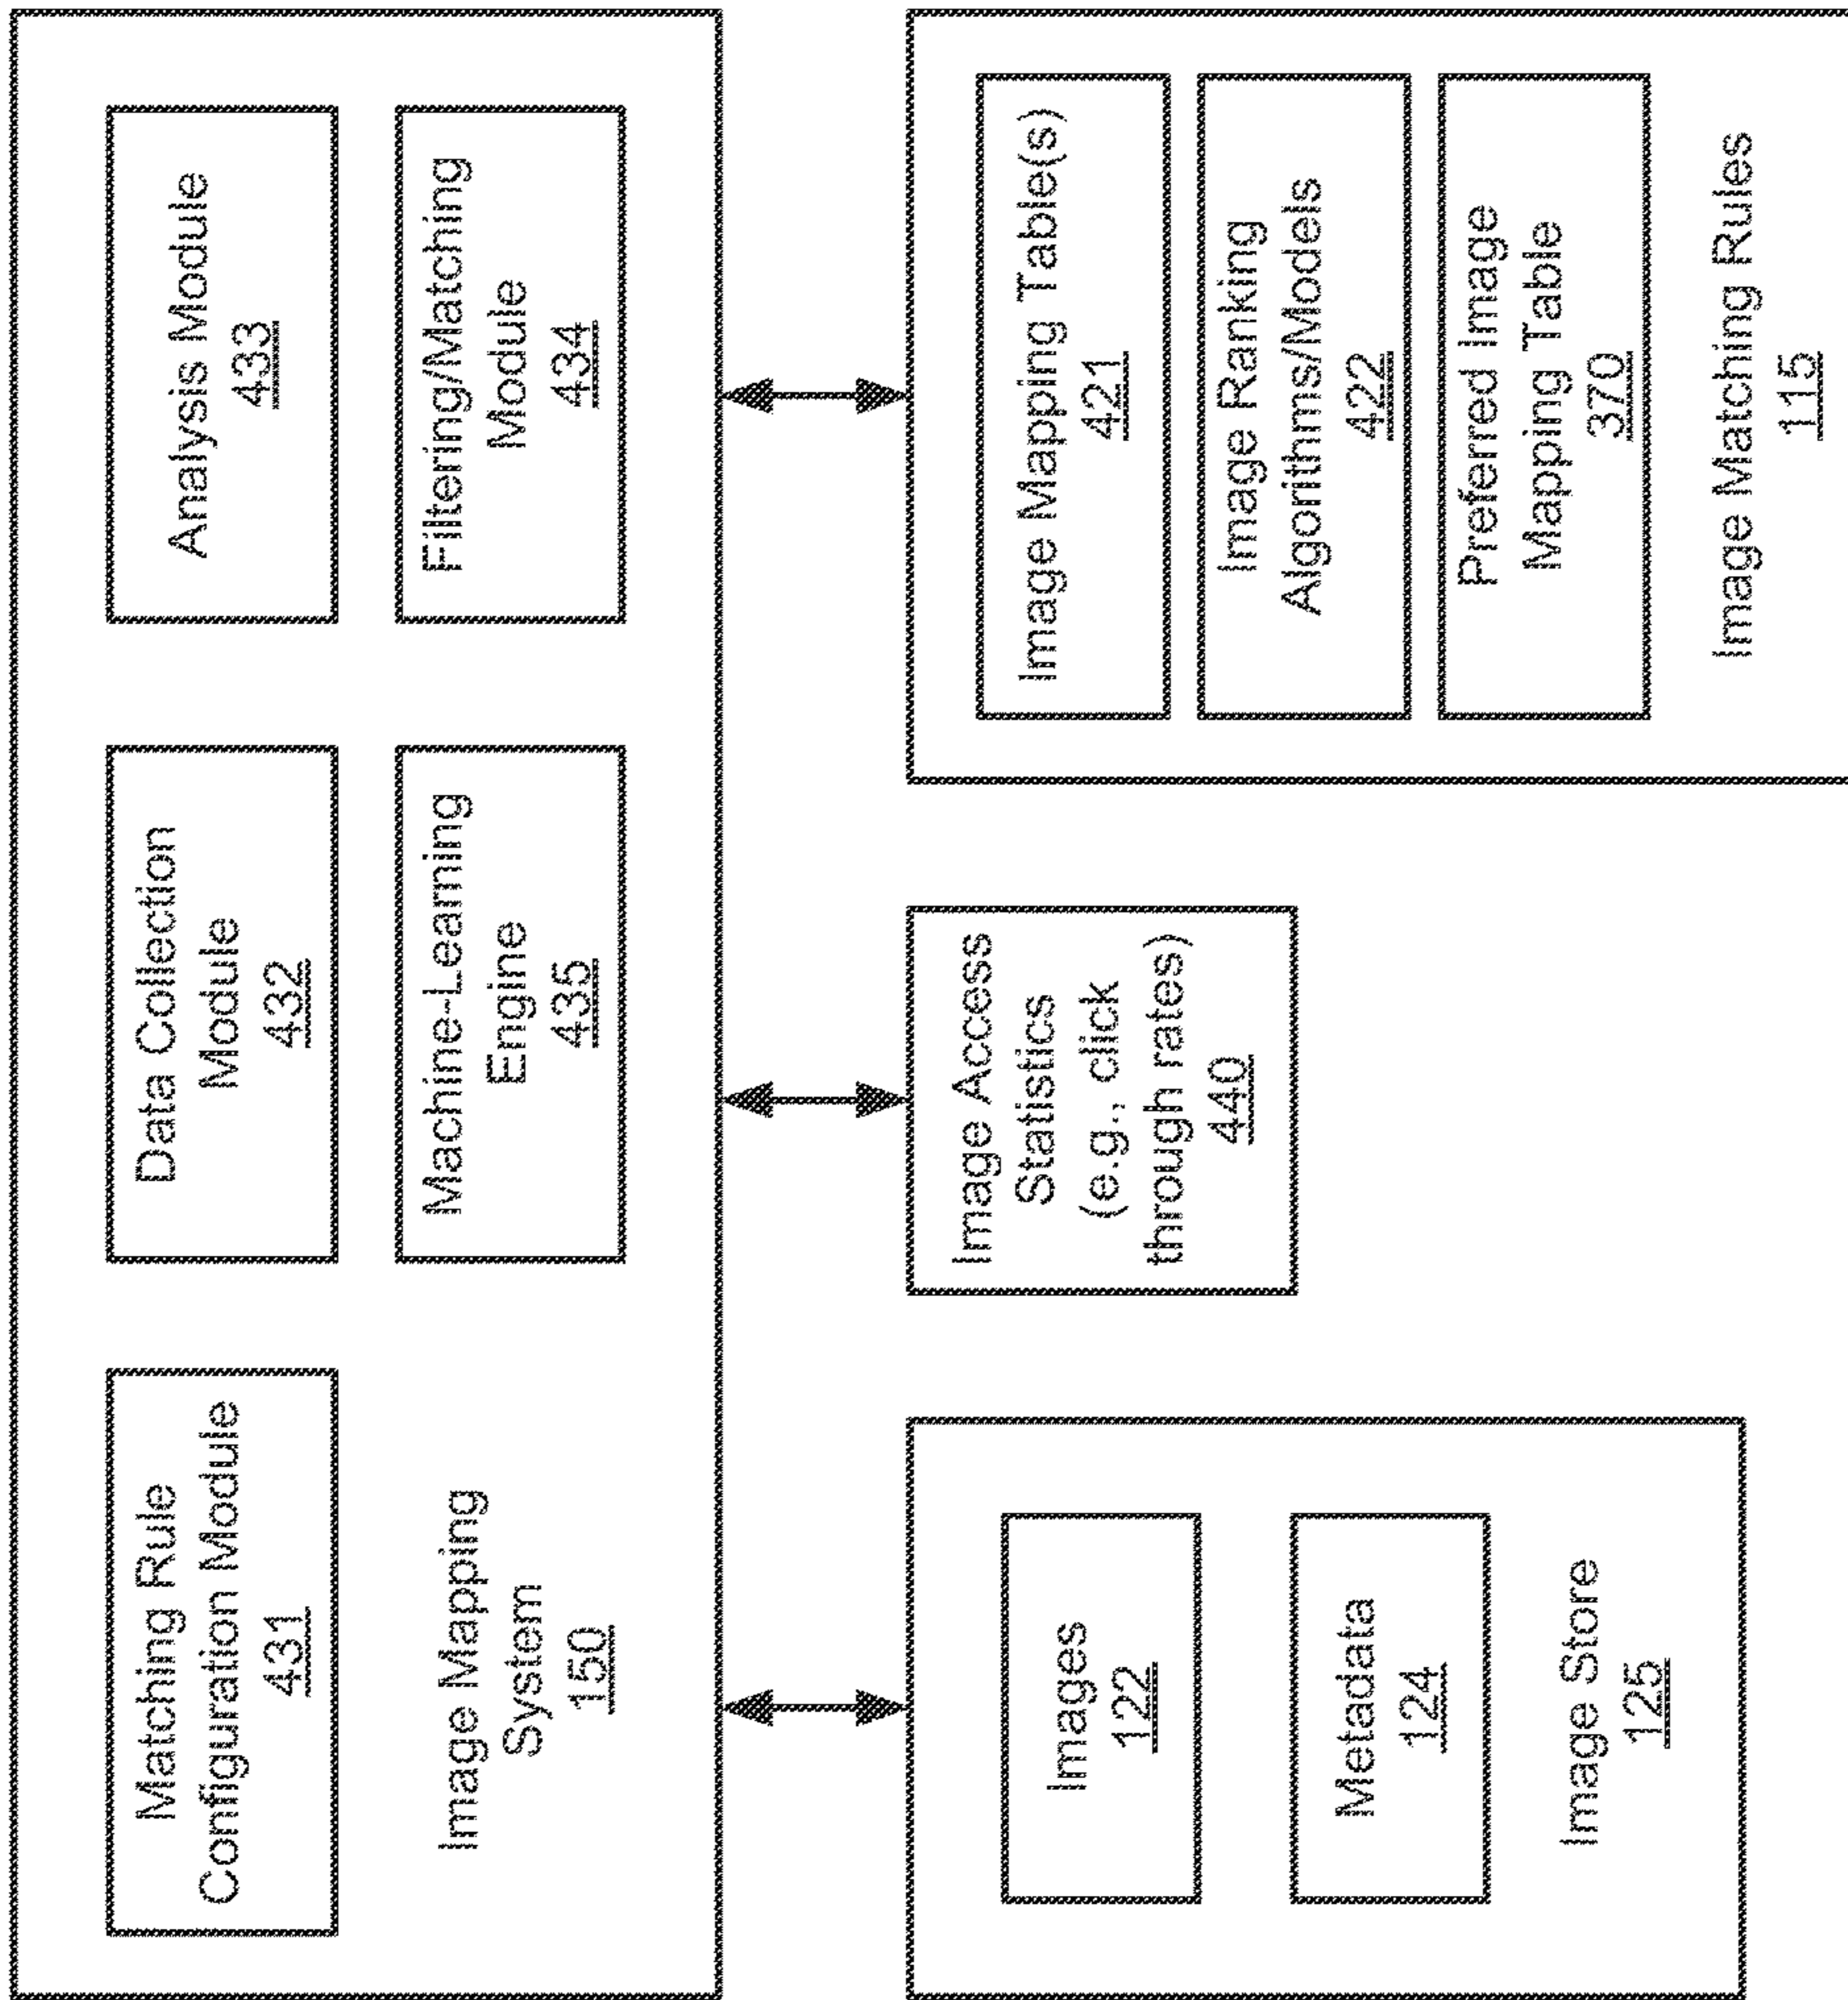 Matching Rule
Configuration Module
431
Data Collection
Module
432
Analysis Module
433
Image Mapping
System
150
Machine-Learning
Engine
435
Filtering/Matching
Module
434
Images
122
Metadata
124
Image Store
125
Image Access
Statistics
(e.g., click
through rates)
440
Image Mapping Table(s)
421
Image Ranking
Algorithms/Models
422
Preferred Image
Mapping Table
370
Image Matching Rules
115